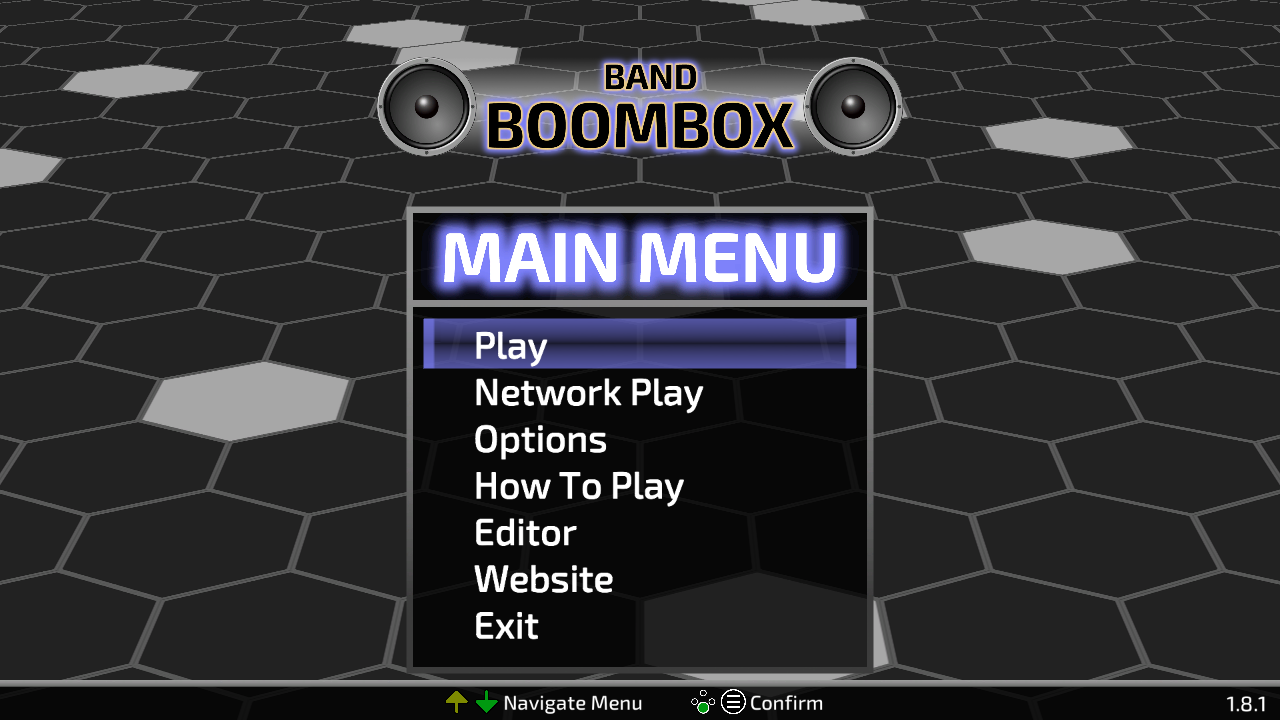 BAND
BOOMBOX
MAIN MENU
Play
Network Play
Options
How To Play
Editor
Website
Exit
Navigate Menu Confirm 1.8.1